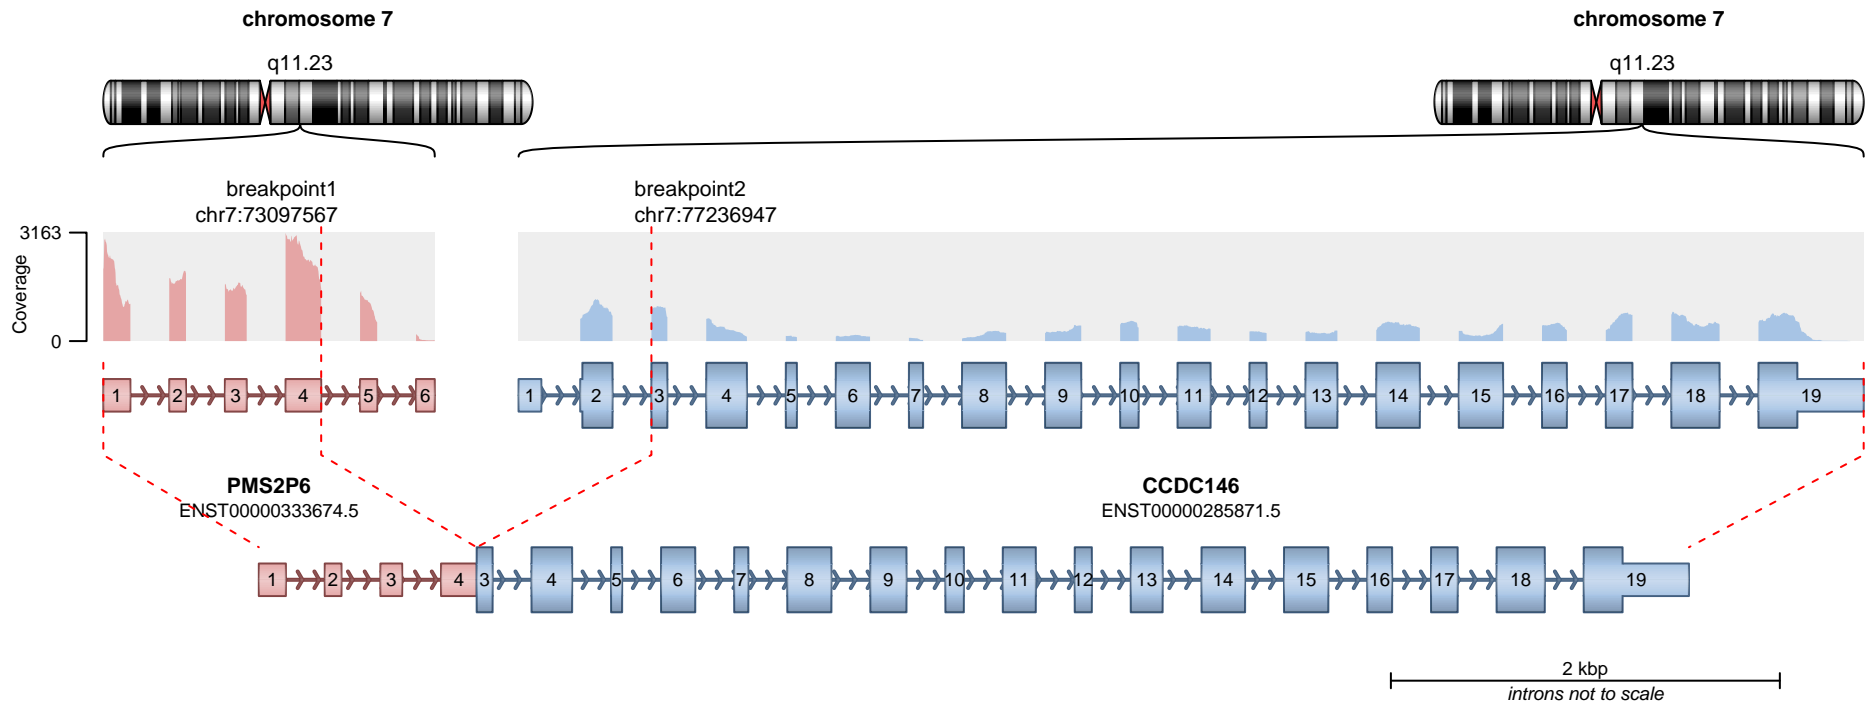 chromosome 7
chromosome 7
q11.23
q11.23
breakpoint1
chr7:73097567
breakpoint2
chr7:77236947
3163
Coverage
0
1 2 3 4 5 6
1 2 3 4 5 6 7 8 9 10 11 12 13 14 15 16 17 18 19
PMS2P6
ENST00000333674.5
CCDC146
ENST00000285871.5
1 2 3 4 3 4 5 6 7 8 9 10 11 12 13 14 15 16 17 18 19
2 kbp
introns not to scale